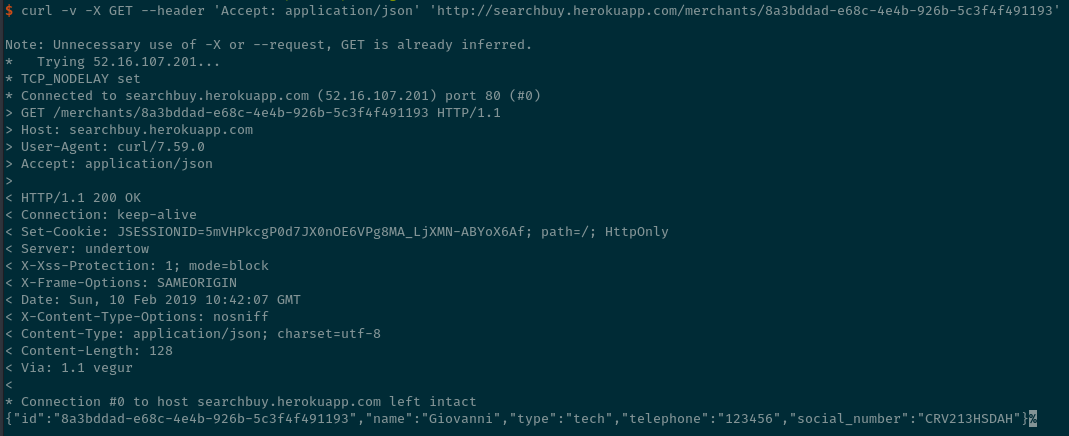 $ curl -v -X GET --header 'Accept: application/json' 'http://searchbuy.herokuapp.com/merchants/8a3bddad-e68c-4e4b-926b-5c3f4f491193'
Note: Unnecessary use of -X or --request, GET is already inferred.
*   Trying 52.16.107.201...
* TCP_NODELAY set
* Connected to searchbuy.herokuapp.com (52.16.107.201) port 80 (#0)
> GET /merchants/8a3bddad-e68c-4e4b-926b-5c3f4f491193 HTTP/1.1
> Host: searchbuy.herokuapp.com
> User-Agent: curl/7.59.0
> Accept: application/json
>
< HTTP/1.1 200 OK
< Connection: keep-alive
< Set-Cookie: JSESSIONID=5mVHPkcgP0d7JX0nOE6VPg8MA_LjXMN-ABYoX6Af; path=/; HttpOnly
< Server: undertow
< X-Xss-Protection: 1; mode=block
< X-Frame-Options: SAMEORIGIN
< Date: Sun, 10 Feb 2019 10:42:07 GMT
< X-Content-Type-Options: nosniff
< Content-Type: application/json; charset=utf-8
< Content-Length: 128
< Via: 1.1 vegur
<
* Connection #0 to host searchbuy.herokuapp.com left intact
{"id":"8a3bddad-e68c-4e4b-926b-5c3f4f491193","name":"Giovanni","type":"tech","telephone":"123456","social_number":"CRV213HSDAH"}%